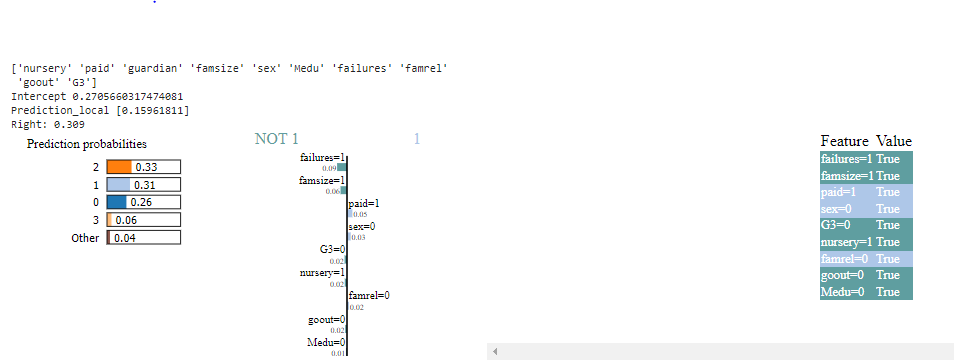 ['nursery' 'paid' 'guardian' 'famsize' 'sex' 'Medu' 'failures' 'famrel'
'goout' 'G3']
Intercept 0.2705660317474081
Prediction_local [0.15961811]
Right: 0.309
Prediction probabilities
2 0.33
1 0.31
0 0.26
3 0.06
Other 0.04
NOT 1 1
failures=1
0.09
famsize=1
0.06
paid=1
0.05
sex=0
0.03
G3=0
0.02
nursery=1
0.02
famrel=0
0.02
goout=0
0.02
Medu=0
0.01
Feature Value
failures=1 True
famsize=1 True
paid=1 True
sex=0 True
G3=0 True
nursery=1 True
famrel=0 True
goout=0 True
Medu=0 True